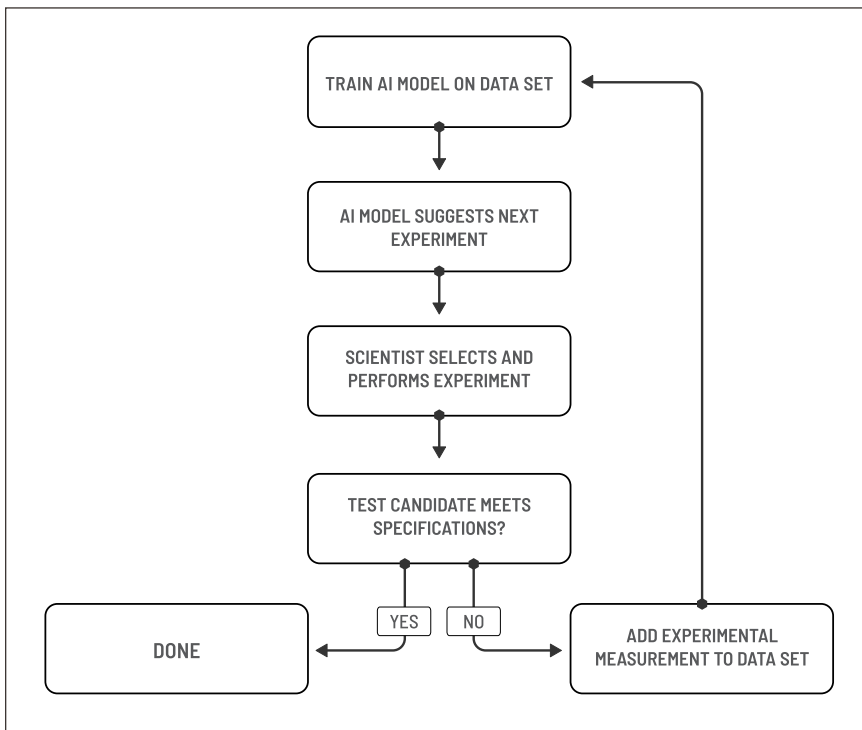 TRAIN AI MODEL ON DATA SET
AI MODEL SUGGESTS NEXT
EXPERIMENT
SCIENTIST SELECTS AND
PERFORMS EXPERIMENT
TEST CANDIDATE MEETS
SPECIFICATIONS?
YES
NO
DONE
ADD EXPERIMENTAL
MEASUREMENT TO DATA SET